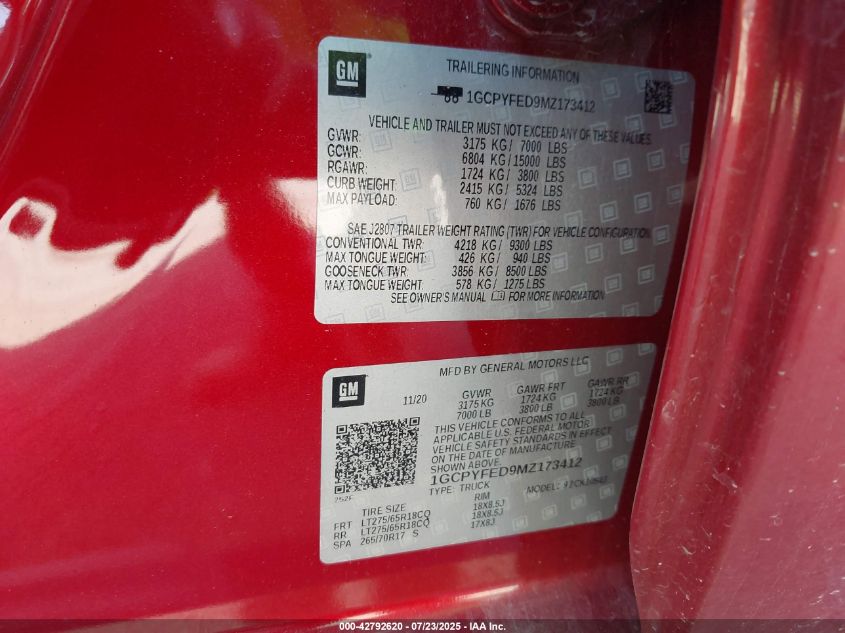 GM
TRAILERING INFORMATION
1GCPYFED9MZ173412
VEHICLE AND TRAILER MUST NOT EXCEED ANY OF THESE VALUES.
GVWR: 3175 KG / 7000 LBS
GCWR: 6804 KG / 15000 LBS
RGAWR: 1724 KG / 3800 LBS
CURB WEIGHT: 2415 KG / 5324 LBS
MAX PAYLOAD: 760 KG / 1676 LBS
SAE J2807 TRAILER WEIGHT RATING (TWR) FOR VEHICLE CONFIGURATION.
CONVENTIONAL TWR: 4218 KG / 9300 LBS
MAX TONGUE WEIGHT: 426 KG / 940 LBS
GOOSENECK TWR: 3856 KG / 8500 LBS
MAX TONGUE WEIGHT: 578 KG / 1275 LBS
SEE OWNER'S MANUAL FOR MORE INFORMATION
GM
MFD BY GENERAL MOTORS LLC
11/20 GVWR GAWR FRT GAWR RR
3175 KG 1724 KG 1724 KG
7000 LB 3800 LB 3800 LB
THIS VEHICLE CONFORMS TO ALL
APPLICABLE U.S. FEDERAL MOTOR
VEHICLE SAFETY STANDARDS IN EFFECT
ON THE DATE OF MANUFACTURE
SHOWN ABOVE.
1GCPYFED9MZ173412
TYPE: TRUCK MODEL:
TIRE SIZE RIM
FRT LT275/65R18CQ 18X8.5J
RR LT275/65R18CQ 18X8.5J
SPA 265/70R17 S 17X8J
000-42792620 - 07/23/2025 - IAAI.com